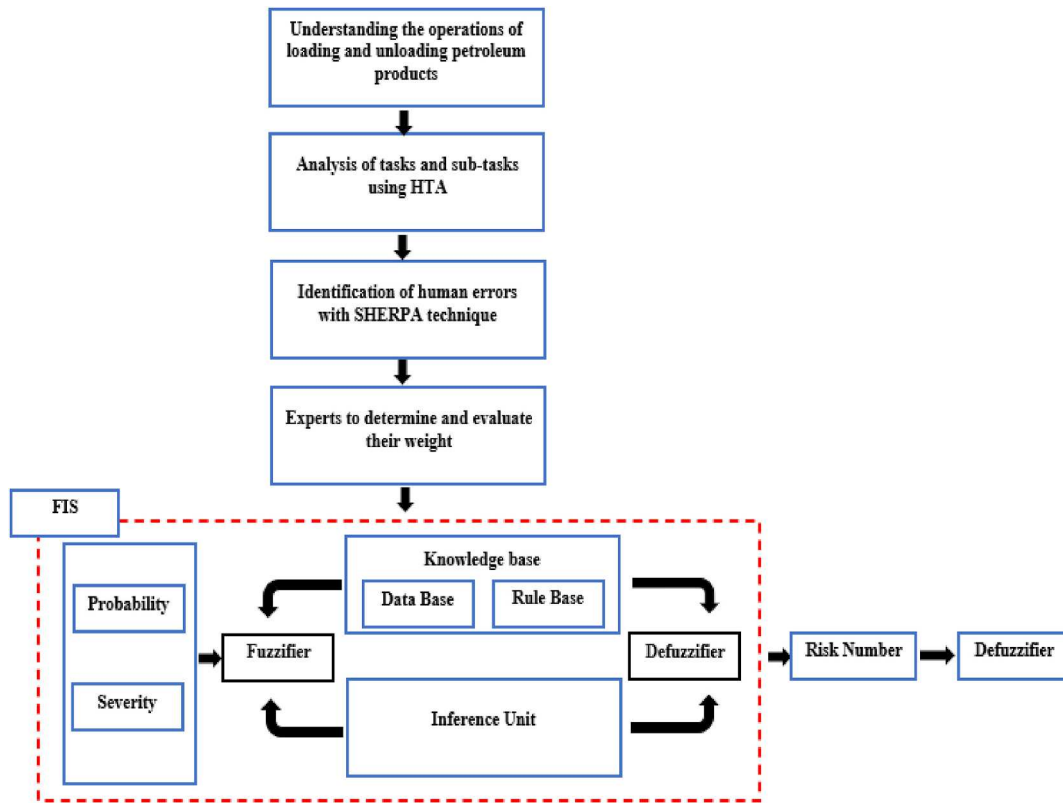 Understanding the operations of
loading and unloading petroleum
products
Analysis of tasks and sub-tasks
using HTA
Identification of human errors
with SHERPA technique
Experts to determine and evaluate
their weight
FIS
Knowledge base
Data Base
Rule Base
Probability
Fuzzifier
Defuzzifier
Risk Number
Defuzzifier
Severity
Inference Unit